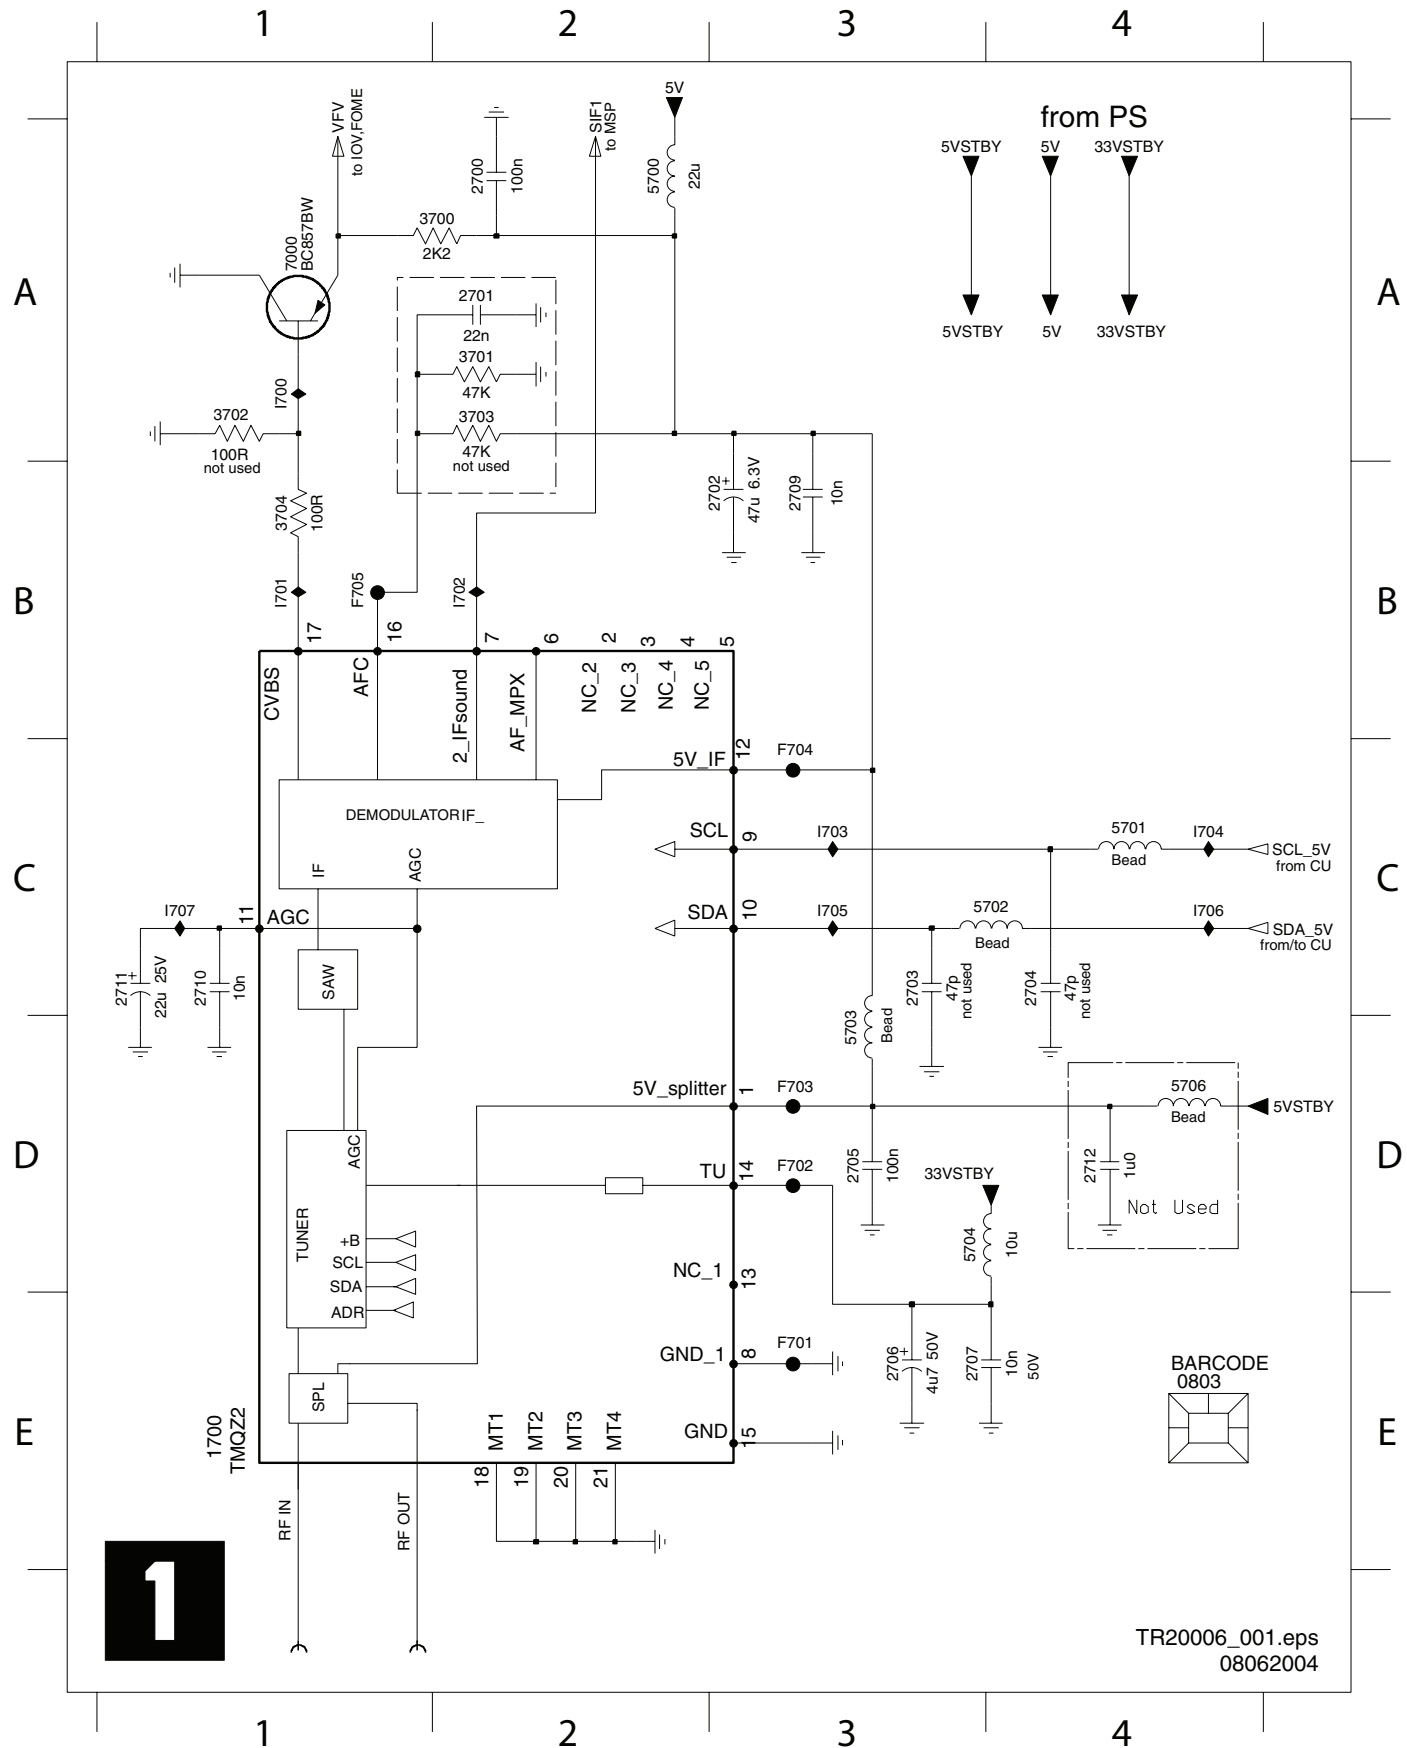 1 2 3 4
5V
VFV
to IOV,FOME
SIF1
to MSP
from PS
5VSTBY 5V 33VSTBY
2700
100n
5700
22u
7000
BC857BW
3700
2K2
A A
2701
22n
5VSTBY 5V 33VSTBY
3701
47K
I700
3702
100R
not used
3703
47K
not used
2702
+
47u 6.3V
2709
10n
3704
100R
I701
F705
I702
B B
17 16 7 6 2 3 4 5
CVBS
AFC
2_IFsound
AF_MPX
NC_2
NC_3
NC_4
NC_5
5V_IF 12 F704
DEMODULATORIF_
SCL 9 I703
5701
Bead
I704
SCL_5V
from CU
IF
AGC
C C
I707 11 AGC
SDA 10 I705
5702
Bead
I706
SDA_5V
from/to CU
2711
+
22u 25V
2710
10n
SAW
2703
47p
not used
2704
47p
not used
5703
Bead
5V_splitter 1 F703
5706
Bead
5VSTBY
D D
AGC
TUNER
TU 14 F702
2705
100n
33VSTBY
2712
1u0
Not Used
+B
SCL
SDA
ADR
5704
10u
NC_1 13
GND_1 8 F701
2706
+
4u7 50V
2707
10n
50V
BARCODE
0803
SPL
E E
1700
TMQZ2
MT1
MT2
MT3
MT4
GND 15
18 19 20 21
RF IN
RF OUT
1
TR20006_001.eps
08062004
1 2 3 4